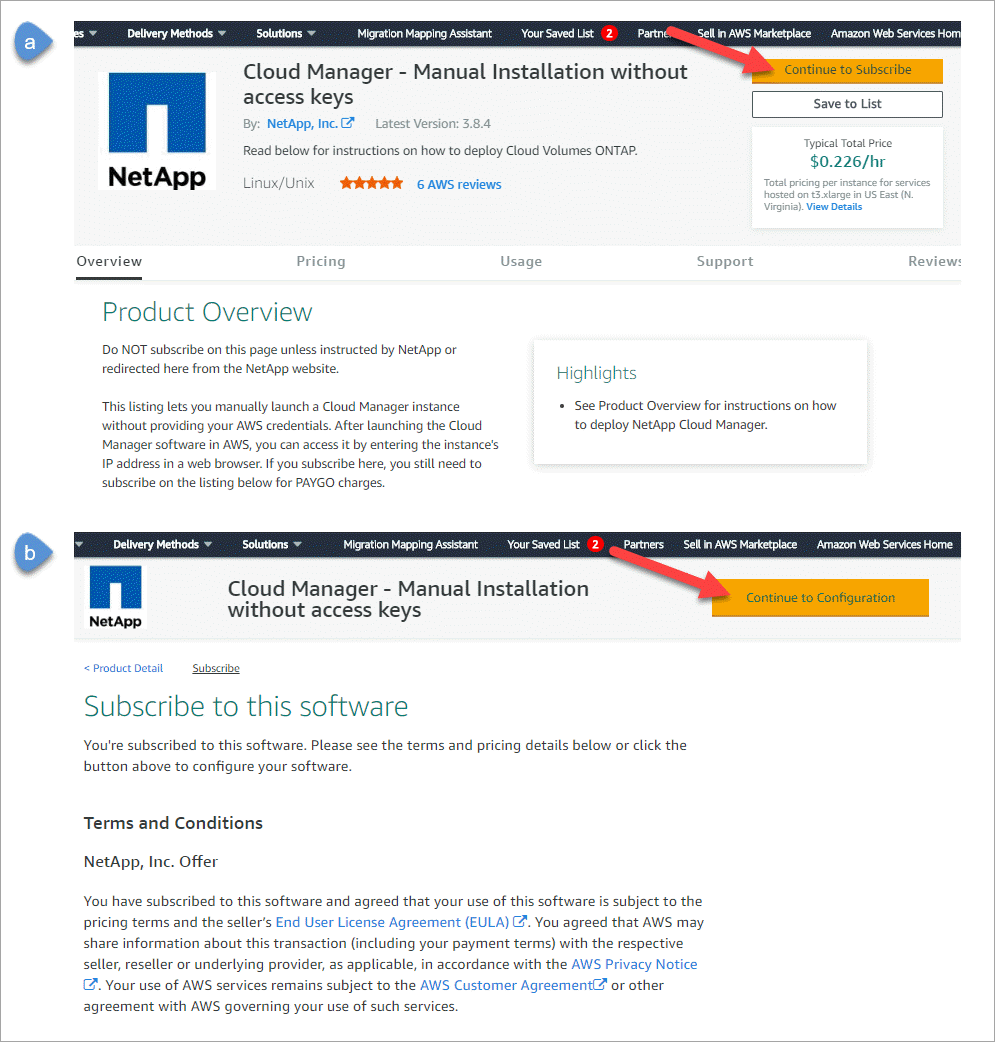 a
es Delivery Methods Solutions Migration Mapping Assistant Your Saved List 2 Partne Sell in AWS Marketplace Amazon Web Services Hom
NetApp
Cloud Manager - Manual Installation without
access keys
By: NetApp, Inc. Latest Version: 3.8.4
Read below for instructions on how to deploy Cloud Volumes ONTAP.
Linux/Unix 6 AWS reviews
Continue to Subscribe
Save to List
Typical Total Price
$0.226/hr
Total pricing per instance for services
hosted on t3.xlarge in US East (N.
Virginia). View Details
Overview Pricing Usage Support Reviews
Product Overview
Do NOT subscribe on this page unless instructed by NetApp or
redirected here from the NetApp website.
This listing lets you manually launch a Cloud Manager instance
without providing your AWS credentials. After launching the Cloud
Manager software in AWS, you can access it by entering the instance's
IP address in a web browser. If you subscribe here, you still need to
subscribe on the listing below for PAYGO charges.
Highlights
• See Product Overview for instructions on how
to deploy NetApp Cloud Manager.
b
Delivery Methods Solutions Migration Mapping Assistant Your Saved List 2 Partners Sell in AWS Marketplace Amazon Web Services Home
NetApp
Cloud Manager - Manual Installation
without access keys
Continue to Configuration
< Product Detail Subscribe
Subscribe to this software
You're subscribed to this software. Please see the terms and pricing details below or click the
button above to configure your software.
Terms and Conditions
NetApp, Inc. Offer
You have subscribed to this software and agreed that your use of this software is subject to the
pricing terms and the seller's End User License Agreement (EULA). You agreed that AWS may
share information about this transaction (including your payment terms) with the respective
seller, reseller or underlying provider, as applicable, in accordance with the AWS Privacy Notice
. Your use of AWS services remains subject to the AWS Customer Agreement or other
agreement with AWS governing your use of such services.